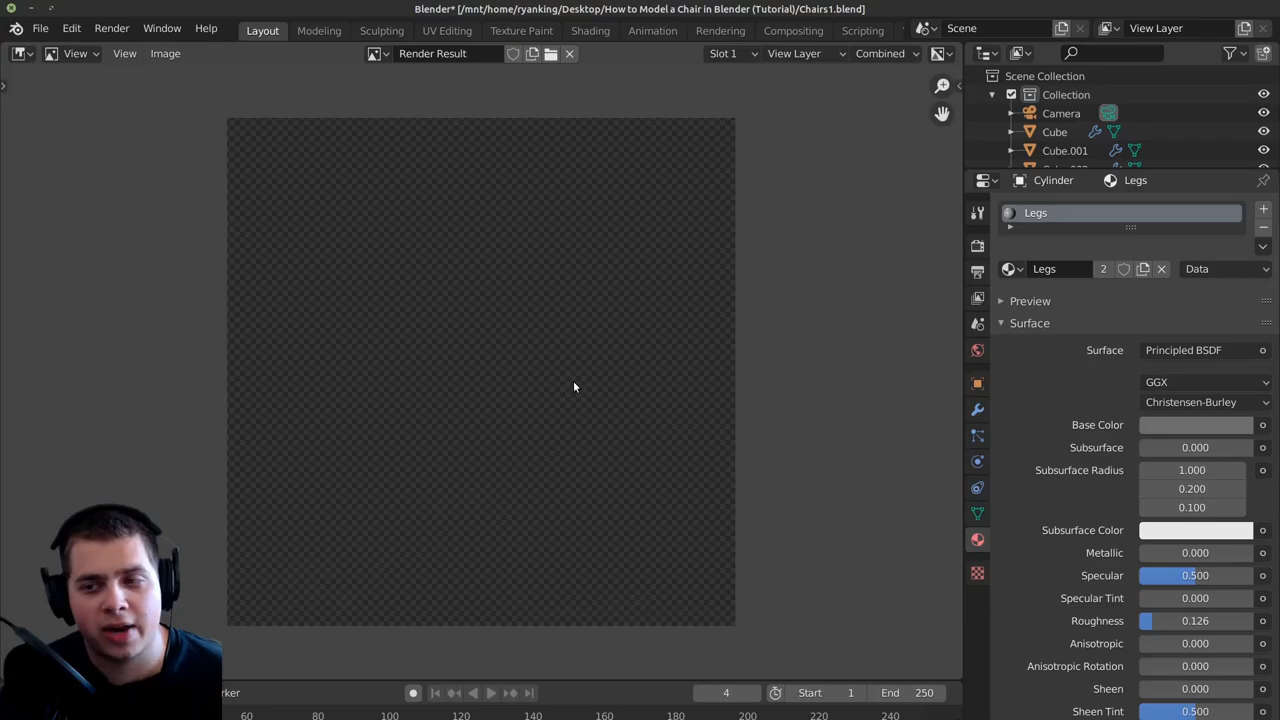 Blender* [/mnt/home/ryanking/Desktop/How to Model a Chair in Blender (Tutorial)/Chairs1.blend]
File Edit Render Window Help Layout Modeling Sculpting UV Editing Texture Paint Shading Animation Rendering Compositing Scripting Scene View Layer
View View Image Render Result Slot 1 View Layer Combined
Scene Collection
Collection
Camera
Cube
Cube.001
Cylinder Legs
Legs
Legs 2 Data
Preview
Surface
Surface Principled BSDF
GGX
Christensen-Burley
Base Color
Subsurface 0.000
Subsurface Radius 1.000
0.200
0.100
Subsurface Color
Metallic 0.000
Specular 0.500
Specular Tint 0.000
Roughness 0.126
Anisotropic 0.000
Anisotropic Rotation 0.000
Sheen 0.000
Sheen Tint 0.500
rker 4 Start 1 End 250
60 80 100 120 140 160 180 200 220 240